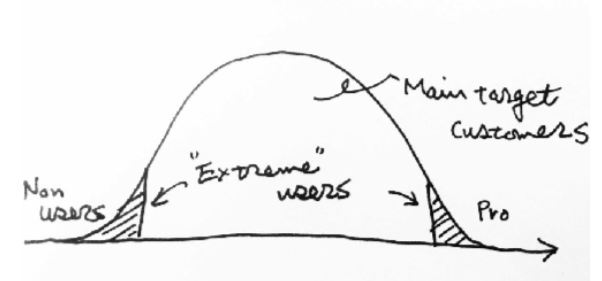 Main target
customers
"Extreme"
users
Non
users
Pro